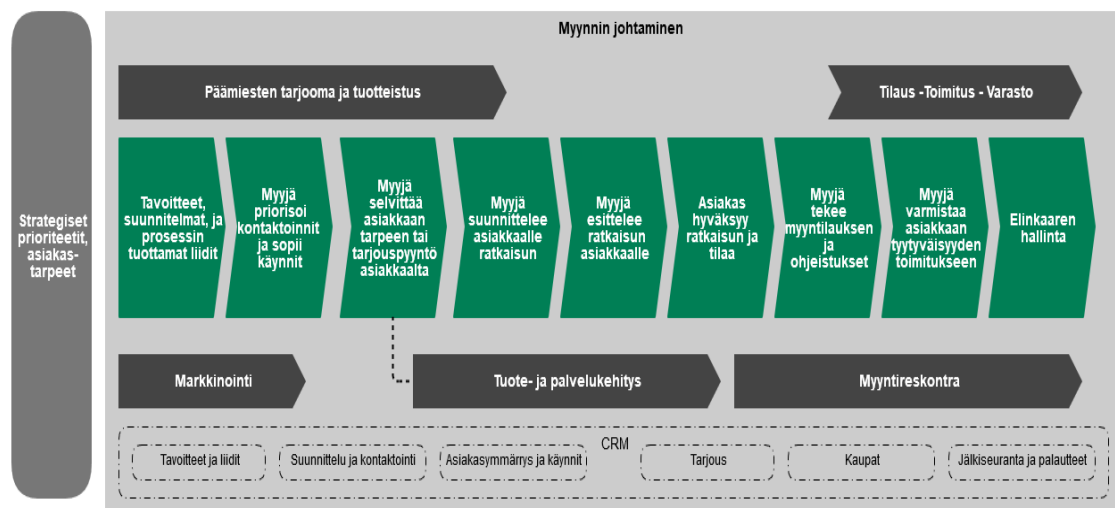 Myynnin johtaminen
Päämiesten tarjooma ja tuotteistus
Tilaus -Toimitus - Varasto
Strategiset
prioriteetit,
asiakas-
tarpeet
Tavoitteet,
suunnitelmat, ja
prosessin
tuottamat liidit
Myyjä
priorisoi
kontaktoinnit
ja sopii
käynnit
Myyjä
selvittää
asiakkaan
tarpeen tai
tarjouspyyntö
asiakkaalta
Myyjä
suunnittelee
asiakkaalle
ratkaisun
Myyjä
esittelee
ratkaisun
asiakkaalle
Asiakas
hyväksyy
ratkaisun ja
tilaa
Myyjä
tekee
myyntilauksen
ja
ohjeistukset
Myyjä
varmistaa
asiakkaan
tyytyväisyyden
toimitukseen
Elinkaaren
hallinta
Markkinointi
Tuote- ja palvelukehitys
Myyntireskontra
CRM
Tavoitteet ja liidit
Suunnittelu ja kontaktointi
Asiakasymmärrys ja käynnit
Tarjous
Kaupat
Jälkiseuranta ja palautteet